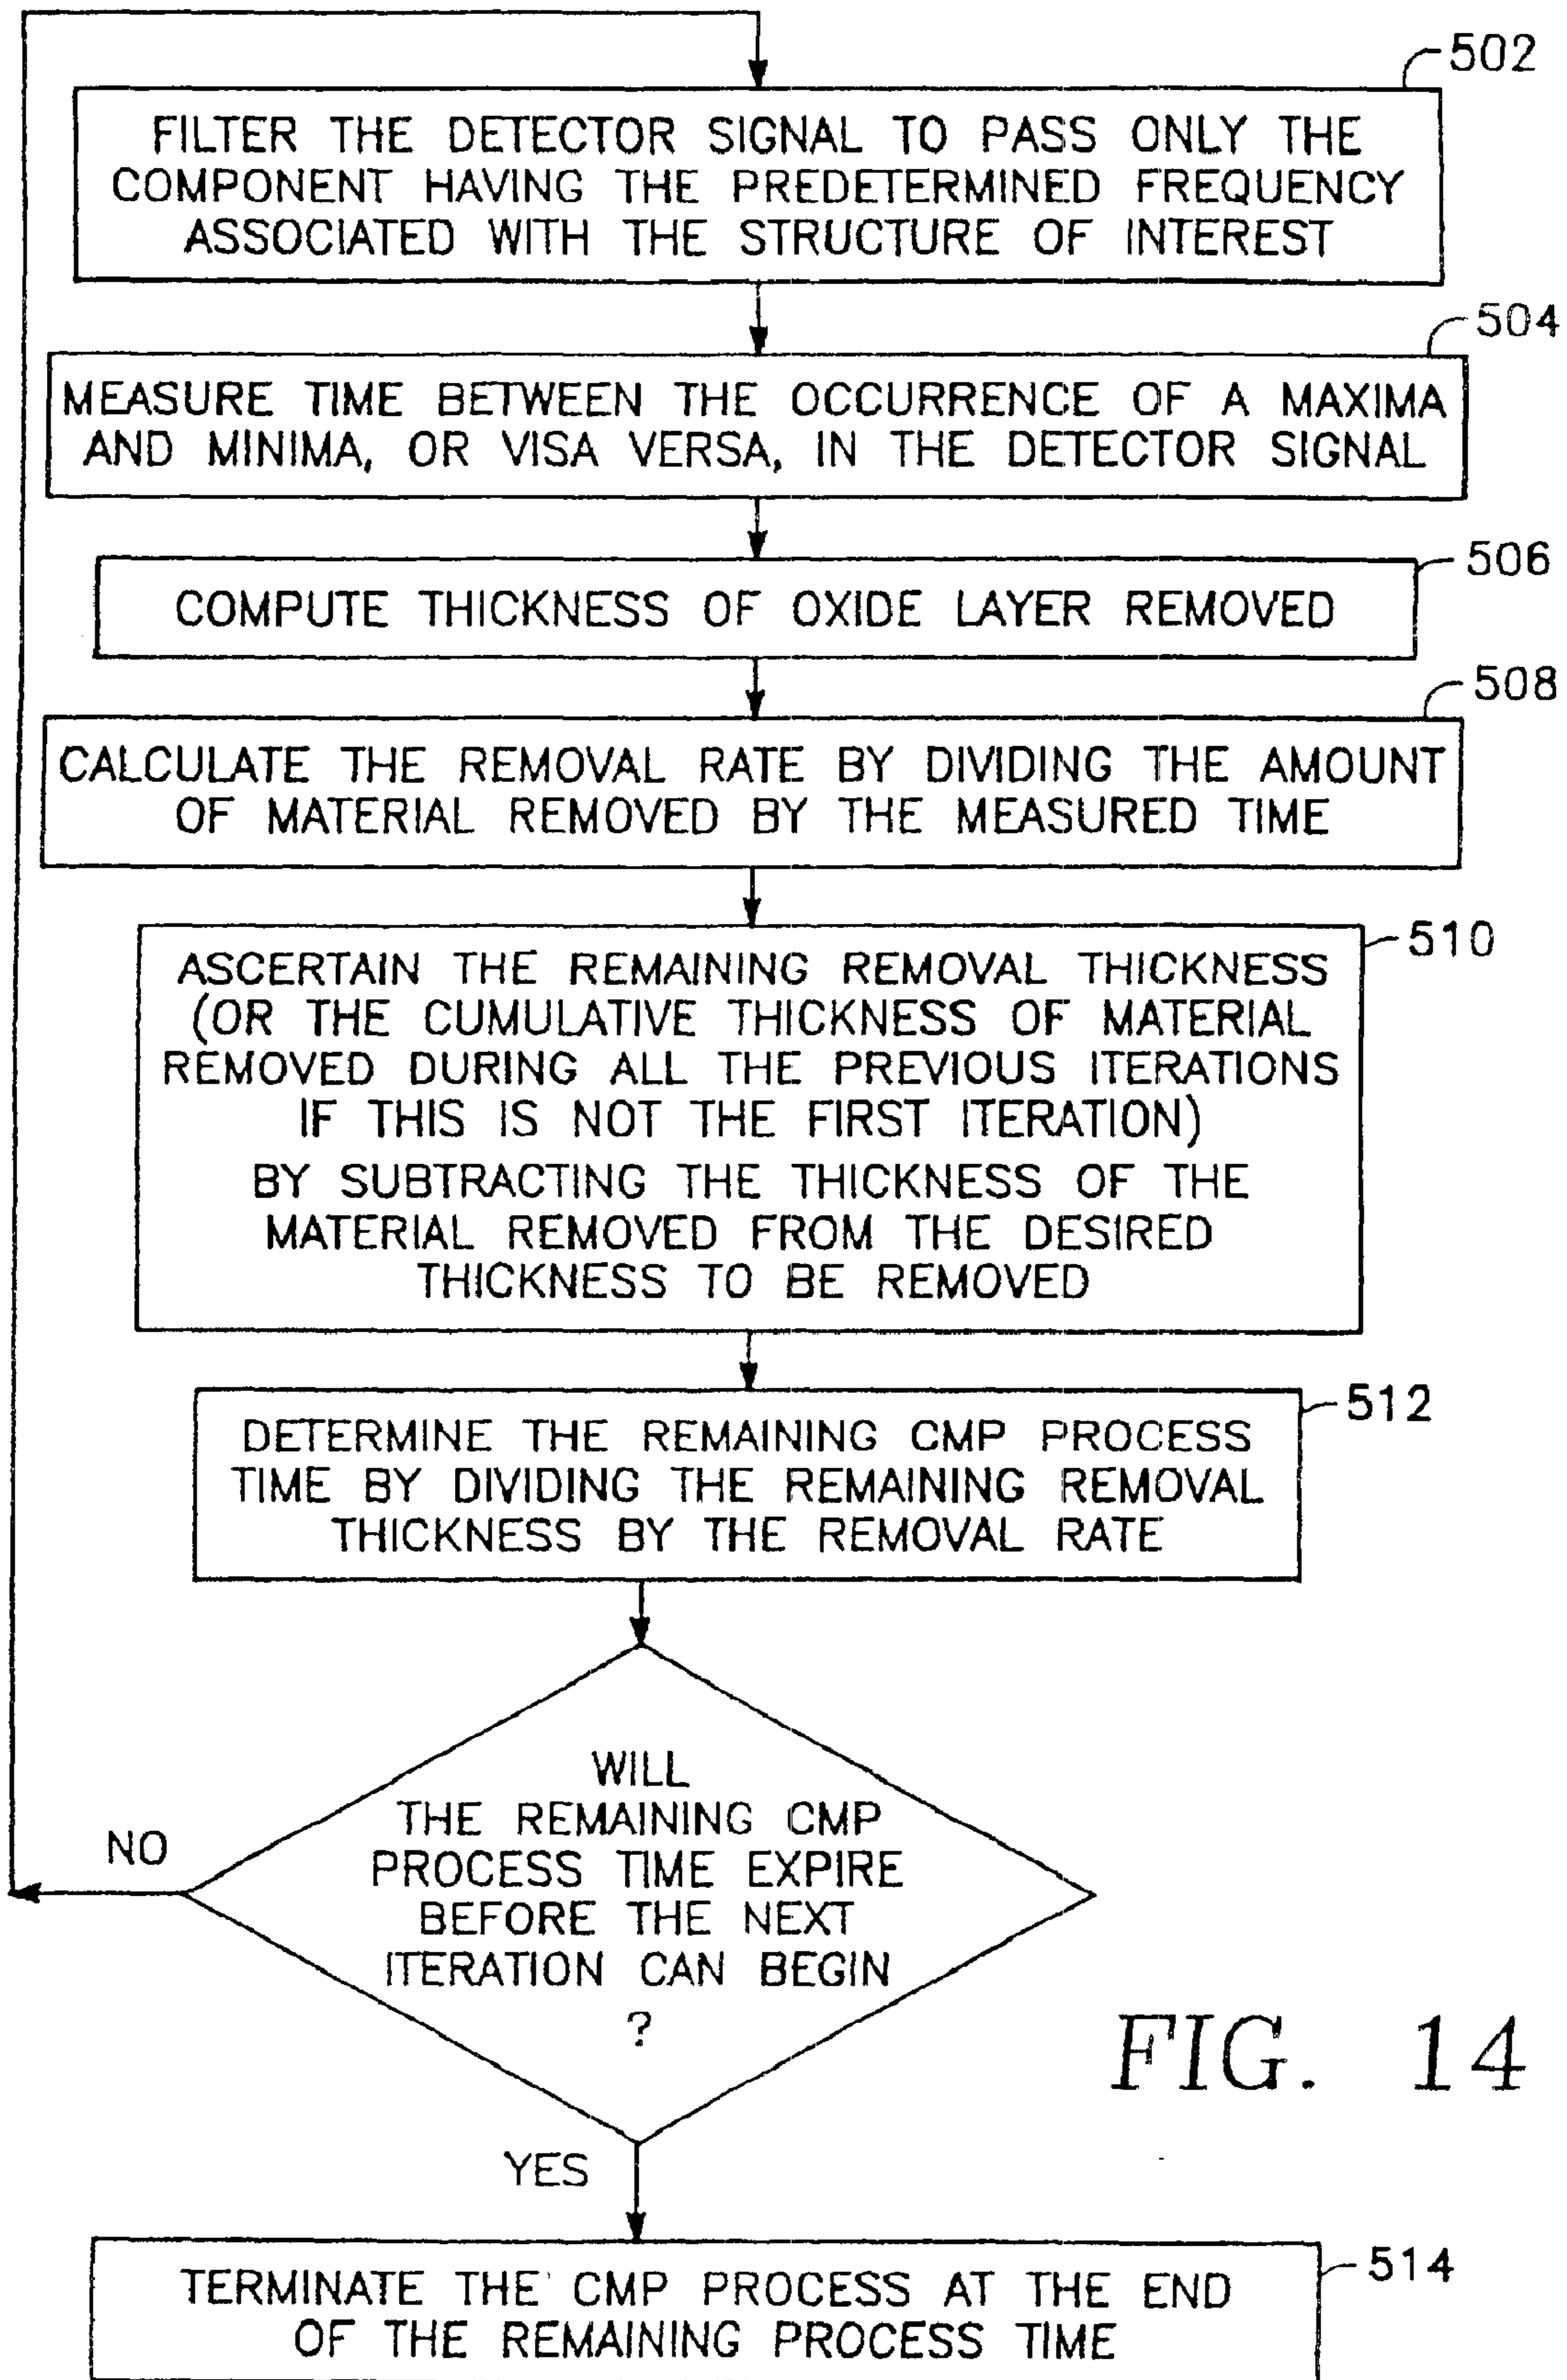 502
FILTER THE DETECTOR SIGNAL TO PASS ONLY THE
COMPONENT HAVING THE PREDETERMINED FREQUENCY
ASSOCIATED WITH THE STRUCTURE OF INTEREST
504
MEASURE TIME BETWEEN THE OCCURRENCE OF A MAXIMA
AND MINIMA, OR VISA VERSA, IN THE DETECTOR SIGNAL
506
COMPUTE THICKNESS OF OXIDE LAYER REMOVED
508
CALCULATE THE REMOVAL RATE BY DIVIDING THE AMOUNT
OF MATERIAL REMOVED BY THE MEASURED TIME
510
ASCERTAIN THE REMAINING REMOVAL THICKNESS
(OR THE CUMULATIVE THICKNESS OF MATERIAL
REMOVED DURING ALL THE PREVIOUS ITERATIONS
IF THIS IS NOT THE FIRST ITERATION)
BY SUBTRACTING THE THICKNESS OF THE
MATERIAL REMOVED FROM THE DESIRED
THICKNESS TO BE REMOVED
512
DETERMINE THE REMAINING CMP PROCESS
TIME BY DIVIDING THE REMAINING REMOVAL
THICKNESS BY THE REMOVAL RATE
WILL
THE REMAINING CMP
PROCESS TIME EXPIRE
BEFORE THE NEXT
ITERATION CAN BEGIN
?
NO
YES
FIG. 14
514
TERMINATE THE CMP PROCESS AT THE END
OF THE REMAINING PROCESS TIME